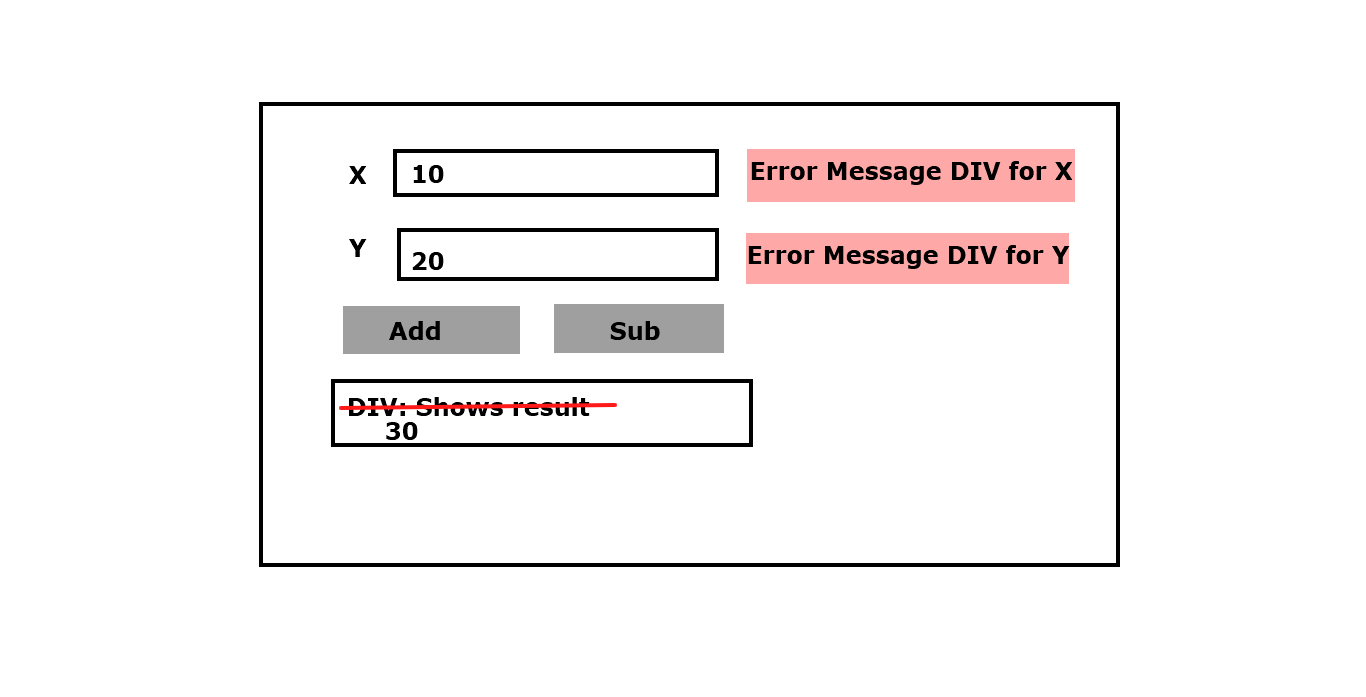 X 10 Error Message DIV for X
Y 20 Error Message DIV for Y
Add Sub
DIV: Shows result
30